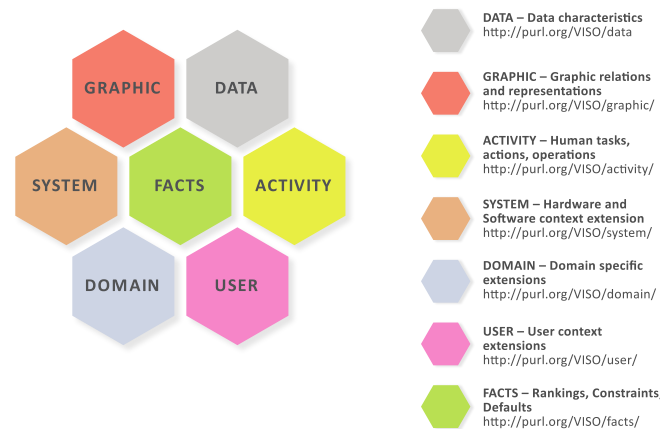 GRAPHIC
DATA
SYSTEM
FACTS
ACTIVITY
DOMAIN
USER
DATA – Data characteristics
http://purl.org/VISO/data
GRAPHIC – Graphic relations
and representations
http://purl.org/VISO/graphic/
ACTIVITY – Human tasks,
actions, operations
http://purl.org/VISO/activity/
SYSTEM – Hardware and
Software context extension
http://purl.org/VISO/system/
DOMAIN – Domain specific
extensions
http://purl.org/VISO/domain/
USER – User context
extensions
http://purl.org/VISO/user/
FACTS – Rankings, Constraints,
Defaults
http://purl.org/VISO/facts/